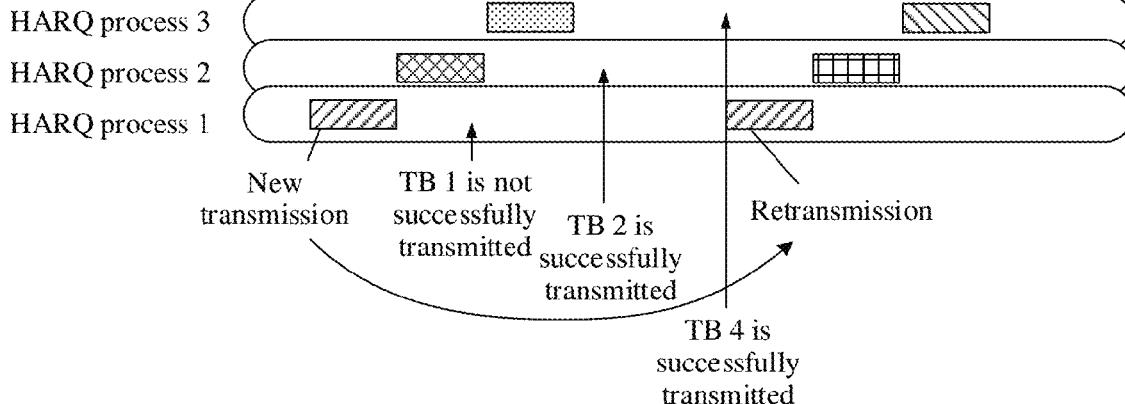 HARQ process 3
HARQ process 2
HARQ process 1
New
transmission
TB 1 is not
successfully
transmitted
TB 2 is
successfully
transmitted
Retransmission
TB 4 is
successfully
transmitted